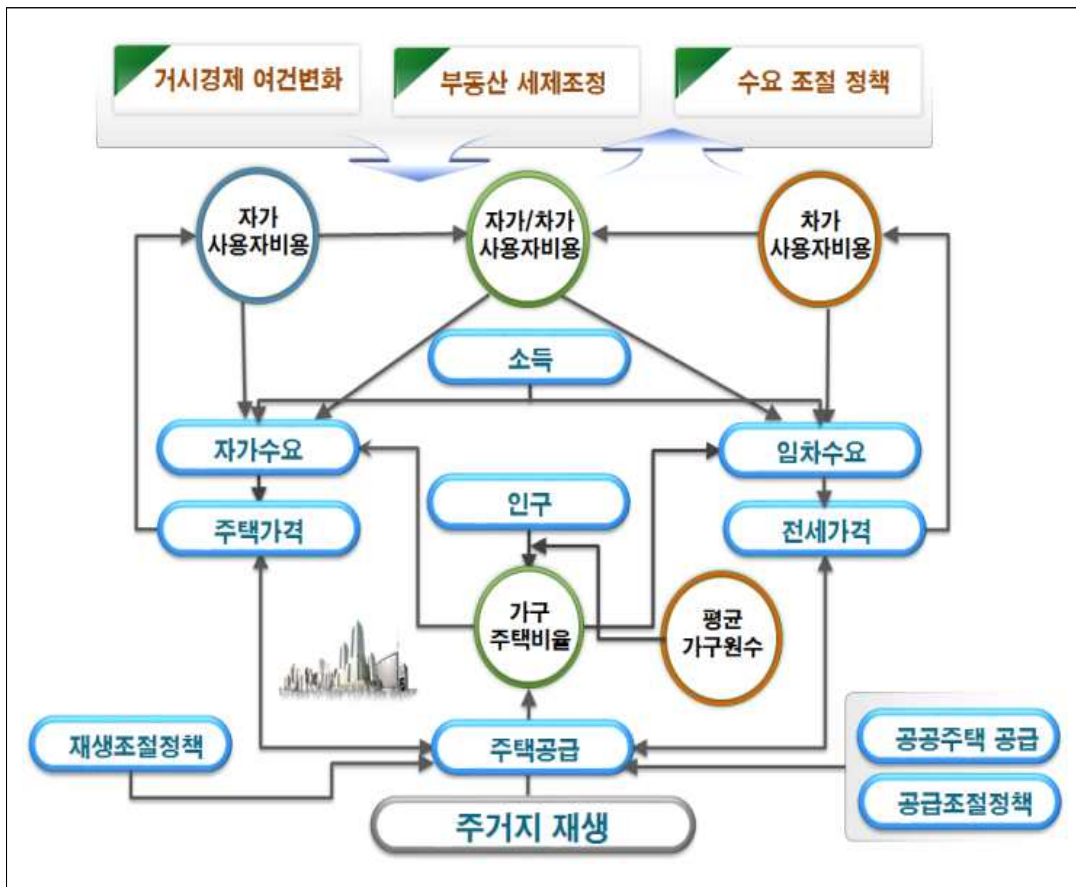 거시경제 여건변화
부동산 세제조정
수요 조절 정책
자가
사용자비용
자가/차가
사용자비용
차가
사용자비용
소득
자가수요
임차수요
인구
주택가격
전세가격
가구
주택비율
평균
가구원수
재생조절정책
주택공급
공공주택 공급
공급조절정책
주거지 재생